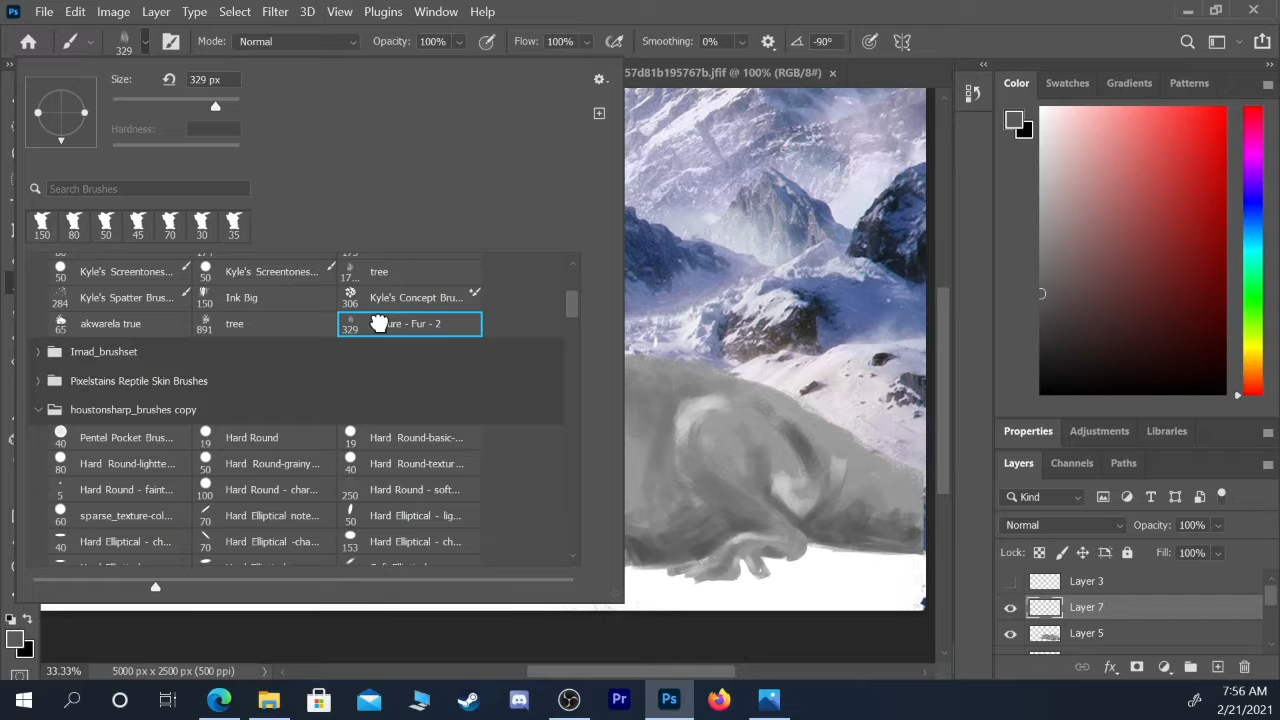 Ps File Edit Image Layer Type Select Filter 3D View Plugins Window Help
329 Mode: Normal Opacity: 100% Flow: 100% Smoothing: 0% -90°
57d81b195767b.jfif @ 100% (RGB/8#) ×
Size: 329 px
Hardness:
Search Brushes
150 80 50 45 70 30 35
50 Kyle's Screentones... 50 Kyle's Screentones... 17... tree
284 Kyle's Spatter Brus... 150 Ink Big 306 Kyle's Concept Bru...
65 akwarela true 891 tree 329 ure - Fur - 2
Imad_brushset
Pixelstains Reptile Skin Brushes
houstonsharp_brushes copy
40 Pentel Pocket Brus... 19 Hard Round 19 Hard Round-basic-...
80 Hard Round-lightte... 50 Hard Round-grainy... 40 Hard Round-textur...
5 Hard Round - faint... 100 Hard Round - char... 250 Hard Round - soft...
60 sparse_texture-col... 70 Hard Elliptical note... 50 Hard Elliptical - lig...
40 Hard Elliptical - ch... 70 Hard Elliptical -cha... 153 Hard Elliptical - ch...
Color Swatches Gradients Patterns
Properties Adjustments Libraries
Layers Channels Paths
Kind
Normal Opacity: 100%
Lock: Fill: 100%
Layer 3
Layer 7
Layer 5
33.33% 5000 px x 2500 px (500 ppi)
Pr Ps
7:56 AM
2/21/2021